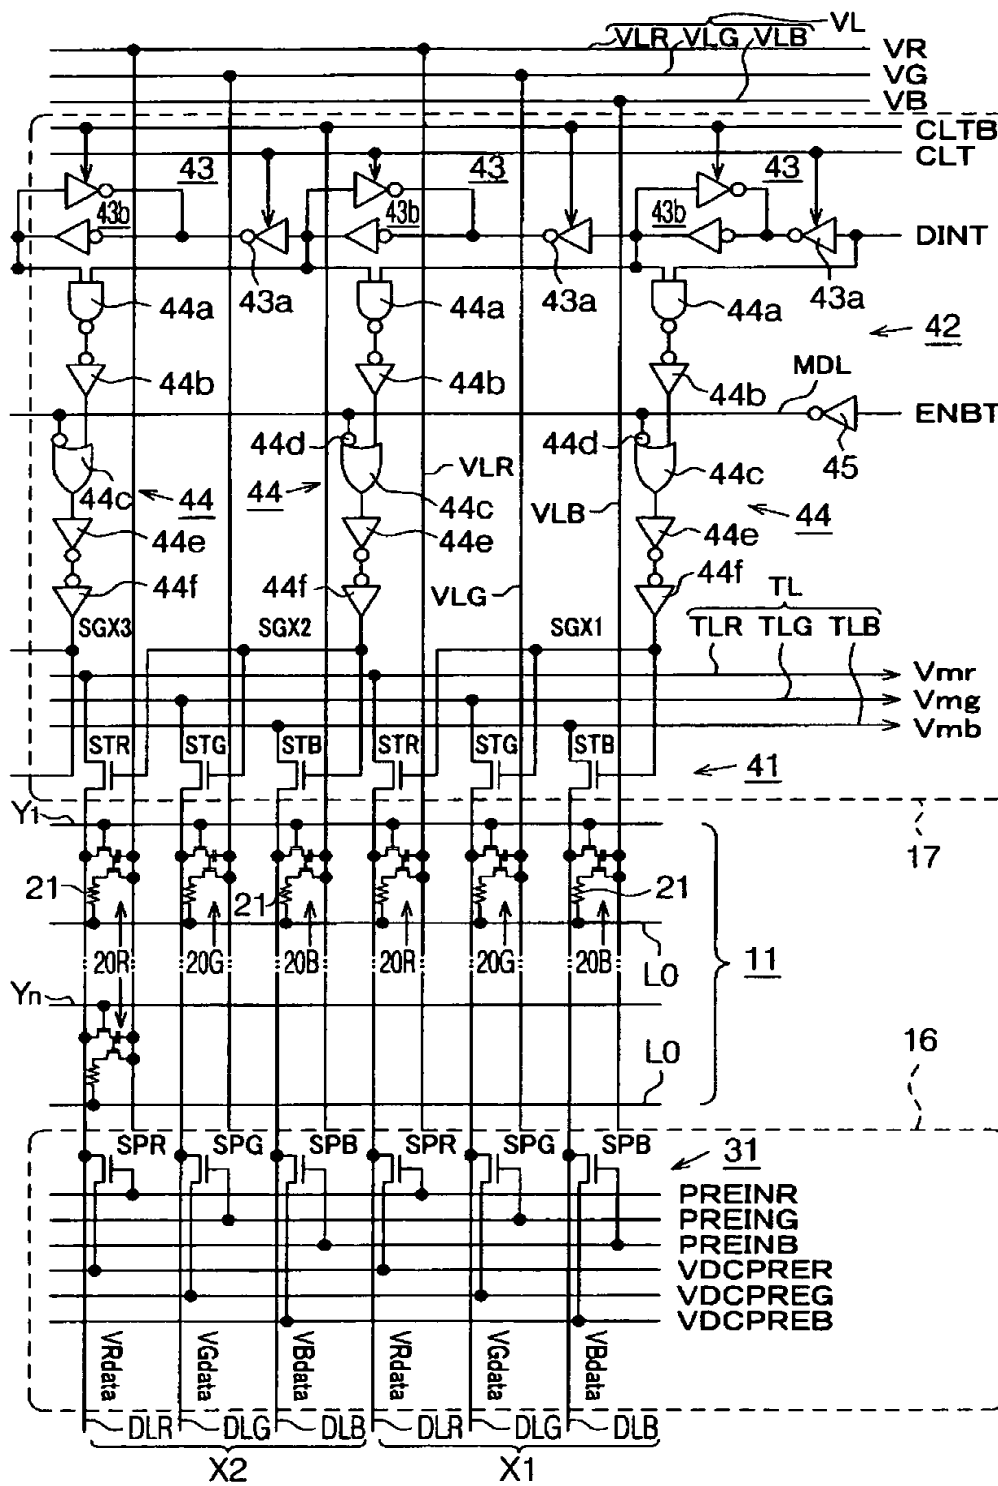 VL
VLR VLG VLB
VR
VG
VB
CLTB
CLT
43 43 43
43b 43b 43b
DINT
43a 43a 43a
44a 44a 44a
42
44b 44b 44b
MDL
ENBT
45
44d 44d
VLR
44c 44c 44c
44 44 44
VLB
44e 44e 44e
44f 44f 44f
VLG
TL
SGX3 SGX2 SGX1
TLR TLG TLB
Vmr
Vmg
Vmb
STR STG STB STR STG STB
41
Y1
17
21 21 21
20R 20G 20B 20R 20G 20B
L0
11
Yn
16
L0
SPR SPG SPB SPR SPG SPB
31
PREINR
PREING
PREINB
VDCPRER
VDCPREG
VDCPREB
VRdata VGdata VBdata VRdata VGdata VBdata
DLR DLG DLB DLR DLG DLB
X2 X1